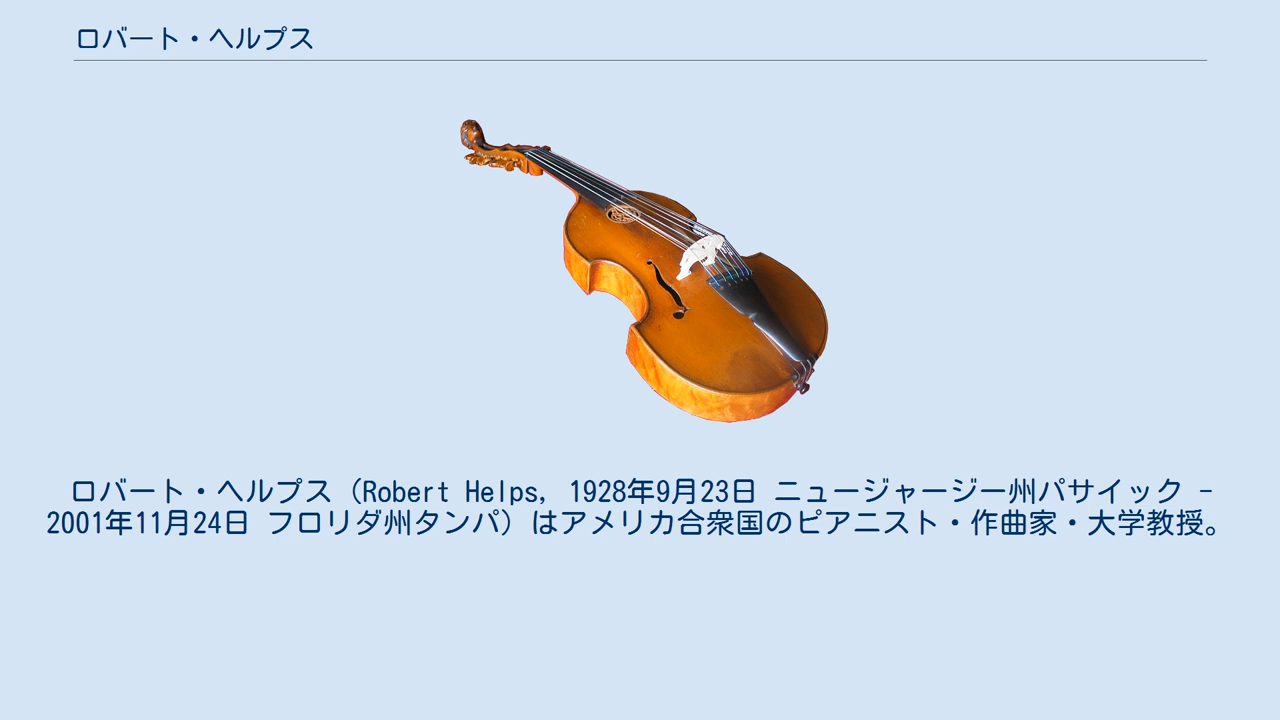 ロバート・ヘルプス
ロバート・ヘルプス（Robert Helps, 1928年9月23日 ニュージャージー州パサイック -
2001年11月24日 フロリダ州タンパ）はアメリカ合衆国のピアニスト・作曲家・大学教授。